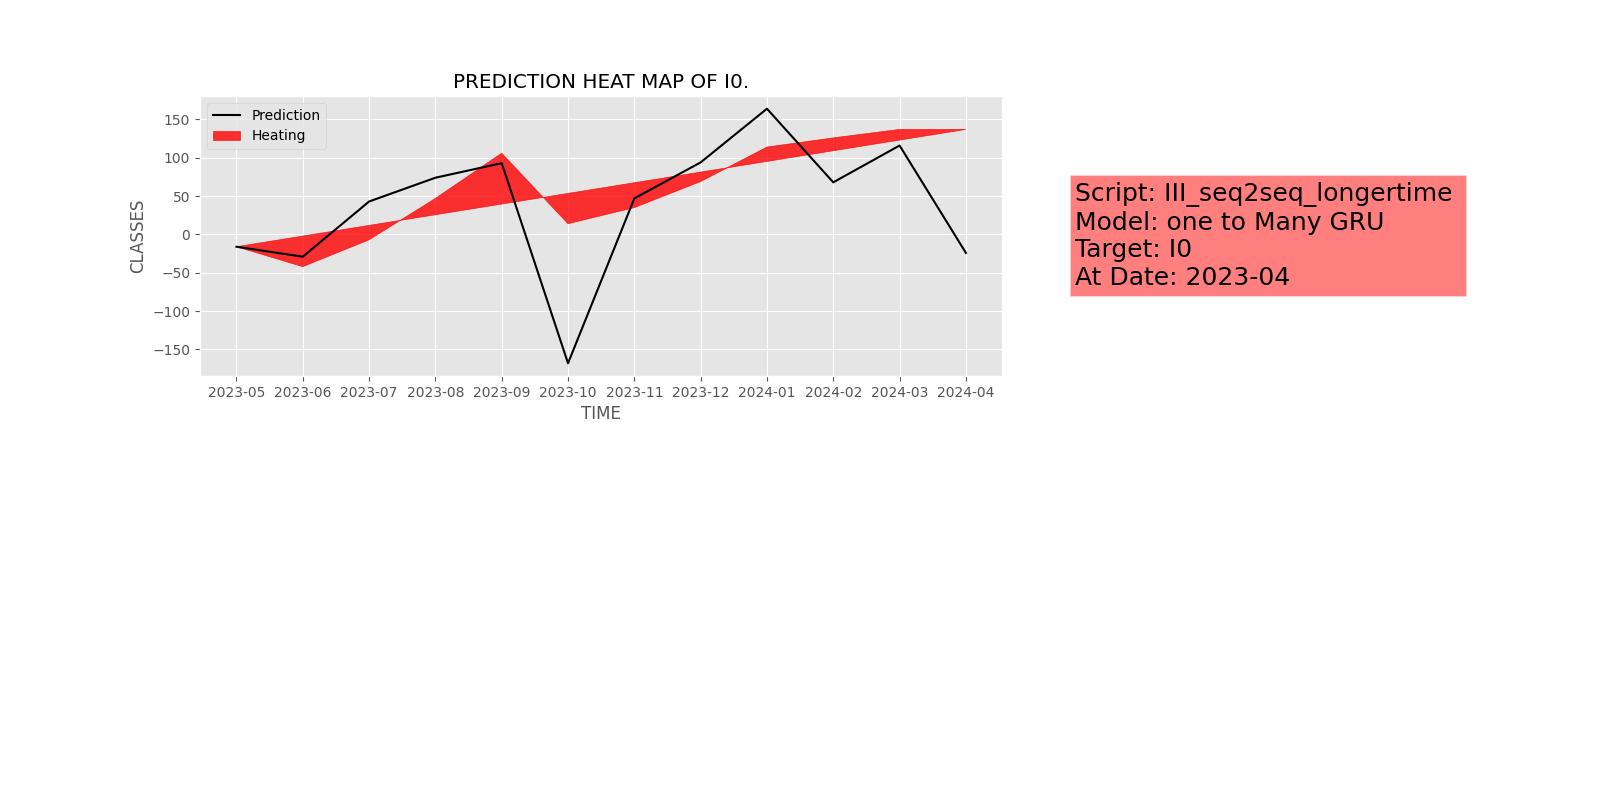 PREDICTION HEAT MAP OF I0.
Prediction
Heating
CLASSES
150
100
50
0
−50
−100
−150
2023-05 2023-06 2023-07 2023-08 2023-09 2023-10 2023-11 2023-12 2024-01 2024-02 2024-03 2024-04
TIME
Script: III_seq2seq_longertime
Model: one to Many GRU
Target: I0
At Date: 2023-04